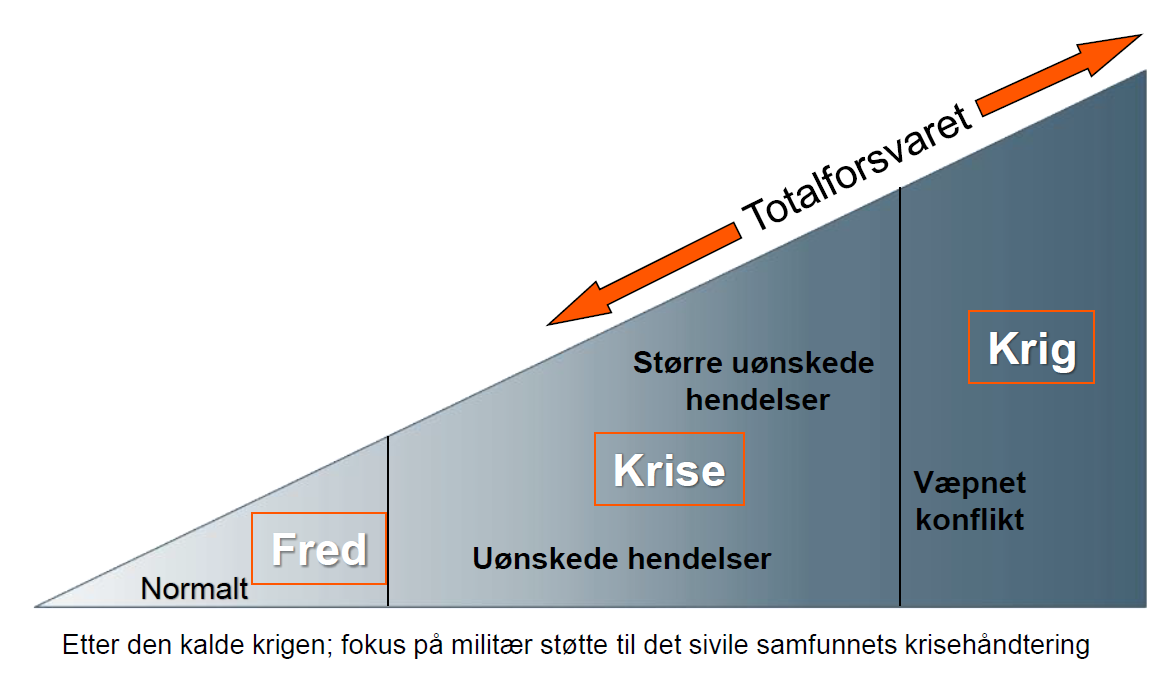 Totalforsvaret
Krig
Større uønskede
hendelser
Krise
Væpnet
konflikt
Fred
Uønskede hendelser
Normalt
Etter den kalde krigen; fokus på militær støtte til det sivile samfunnets krisehåndtering